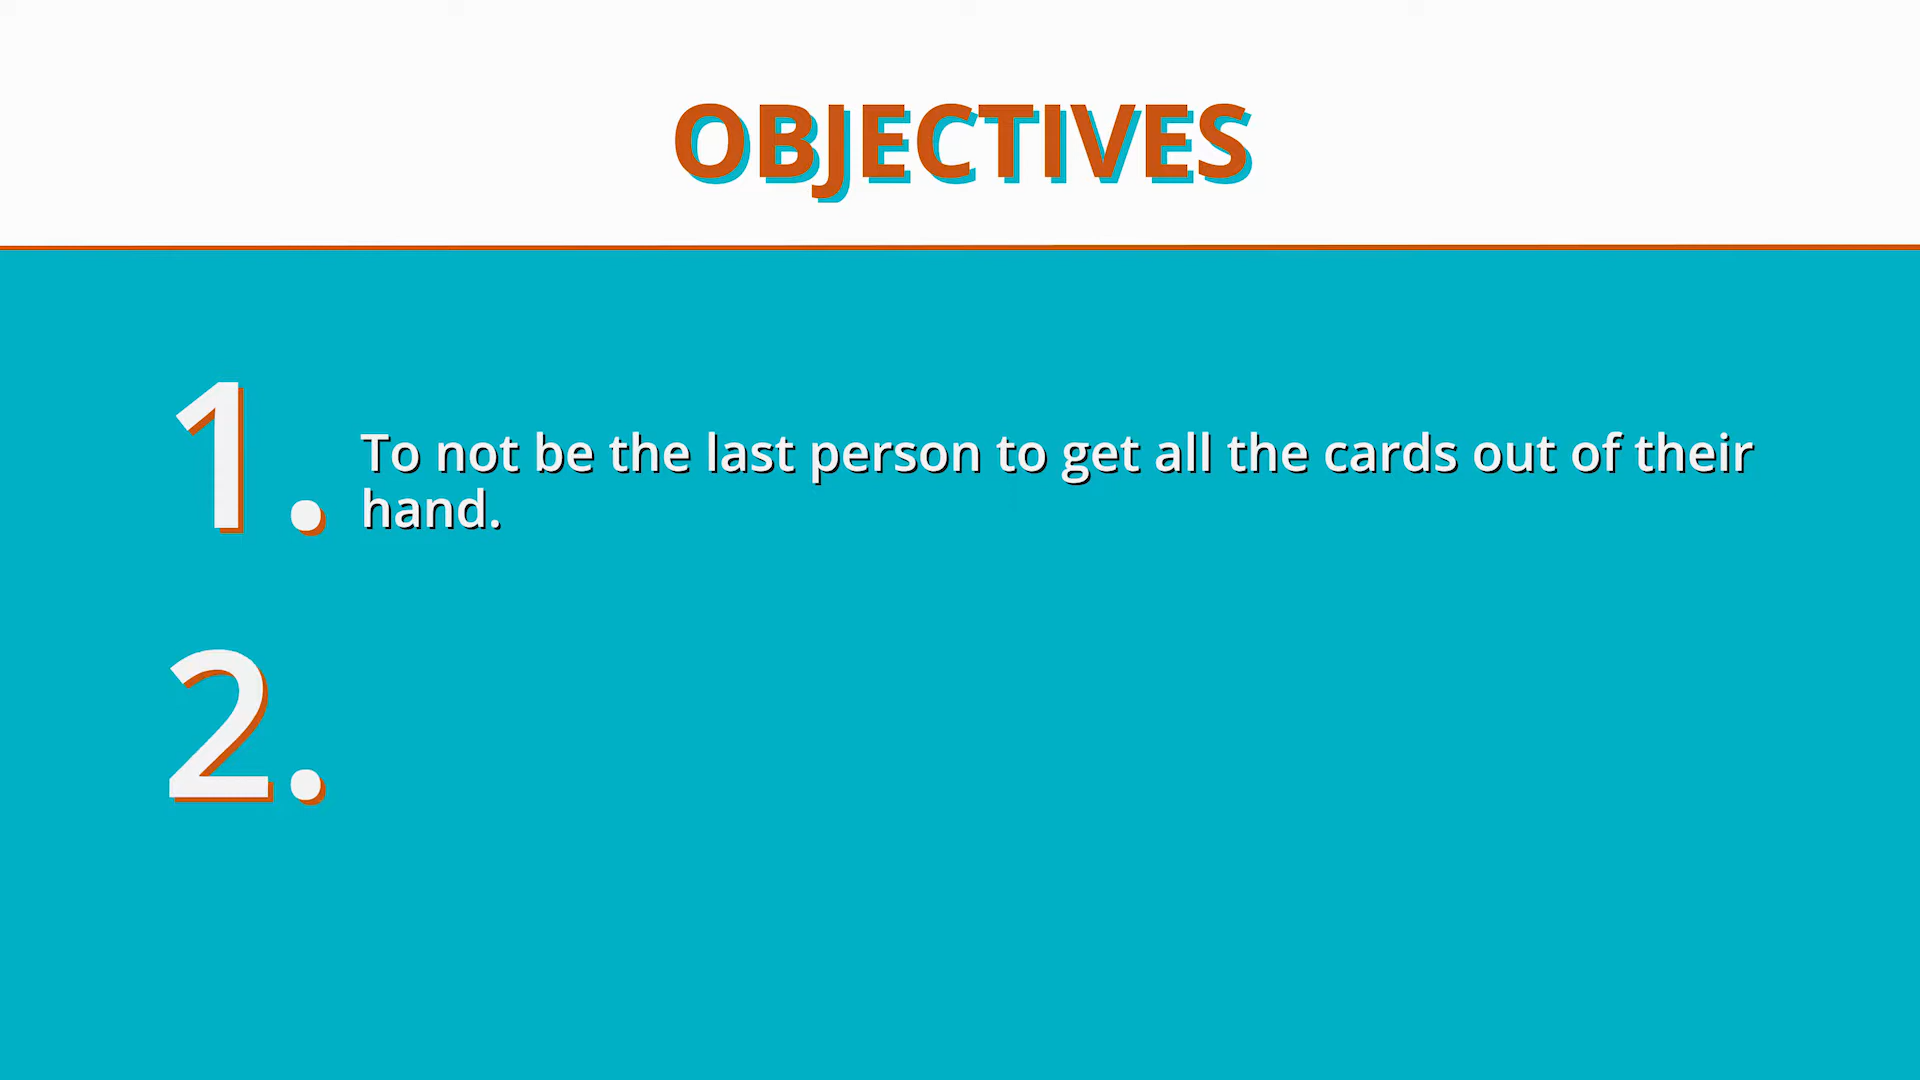 OBJECTIVES
1. To not be the last person to get all the cards out of their
hand.
2.